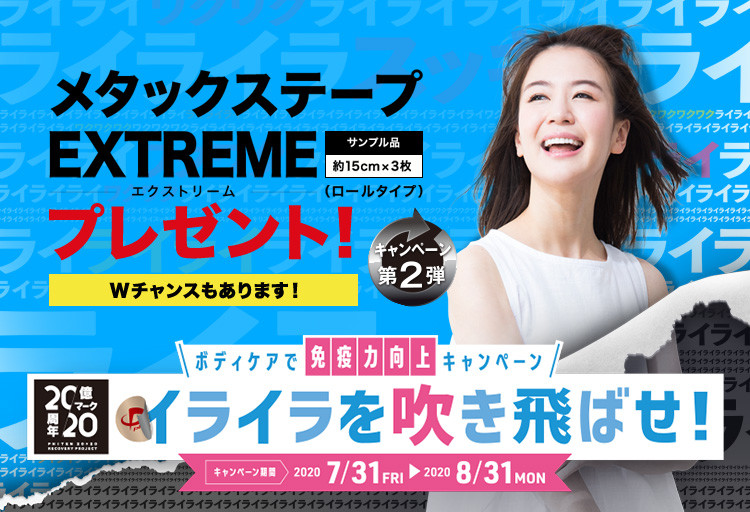 メタックステープ
EXTREME
エクストリーム
サンプル品
約15cm×3枚
(ロールタイプ)
プレゼント!
Wチャンスもあります!
キャンペーン
第2弾
ボディケアで免疫力向上キャンペーン
20億マーク
周年20
PHITEN 20×20
RECOVERY PROJECT
イライラを吹き飛ばせ!
キャンペーン期間 2020 7/31 FRI ▶ 2020 8/31 MON